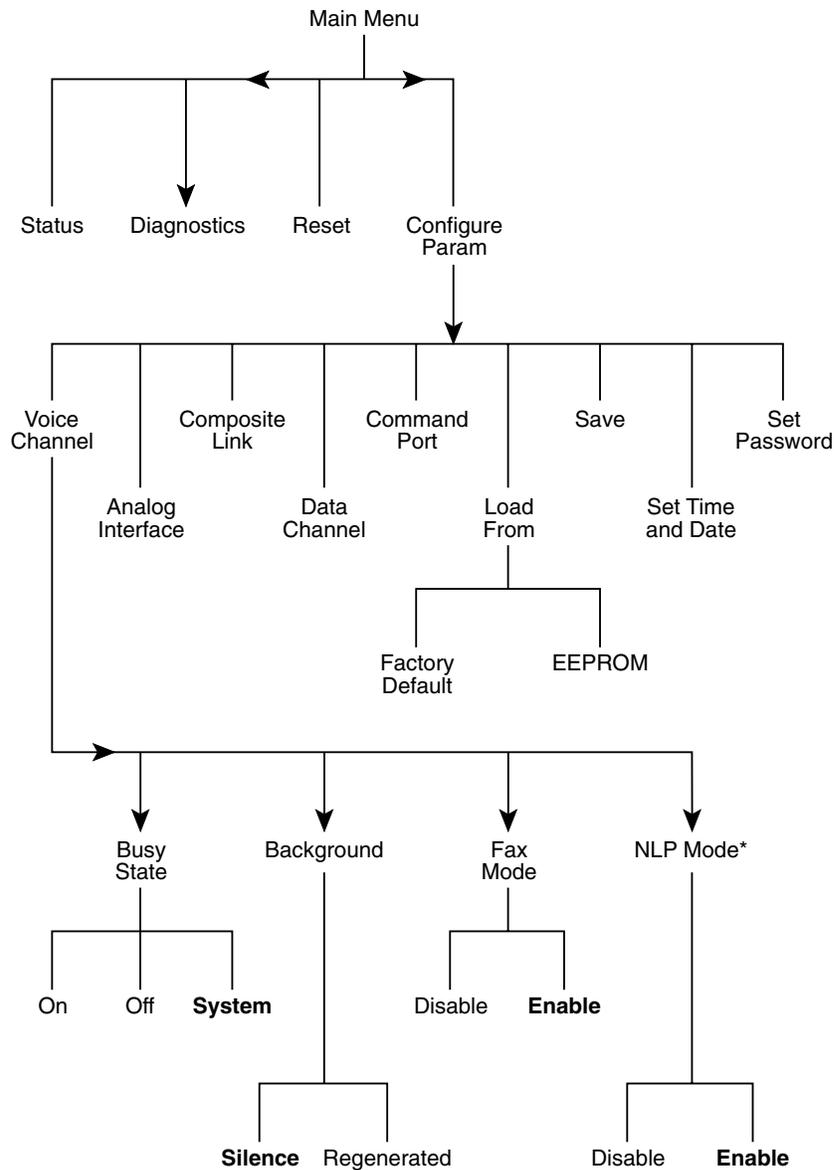 Main Menu
Status
Diagnostics
Reset
Configure
Param
Voice
Channel
Composite
Link
Command
Port
Save
Set
Password
Analog
Interface
Data
Channel
Load
From
Set Time
and Date
Factory
Default
EEPROM
Busy
State
Background
Fax
Mode
NLP Mode*
On
Off
System
Disable
Enable
Silence
Regenerated
Disable
Enable